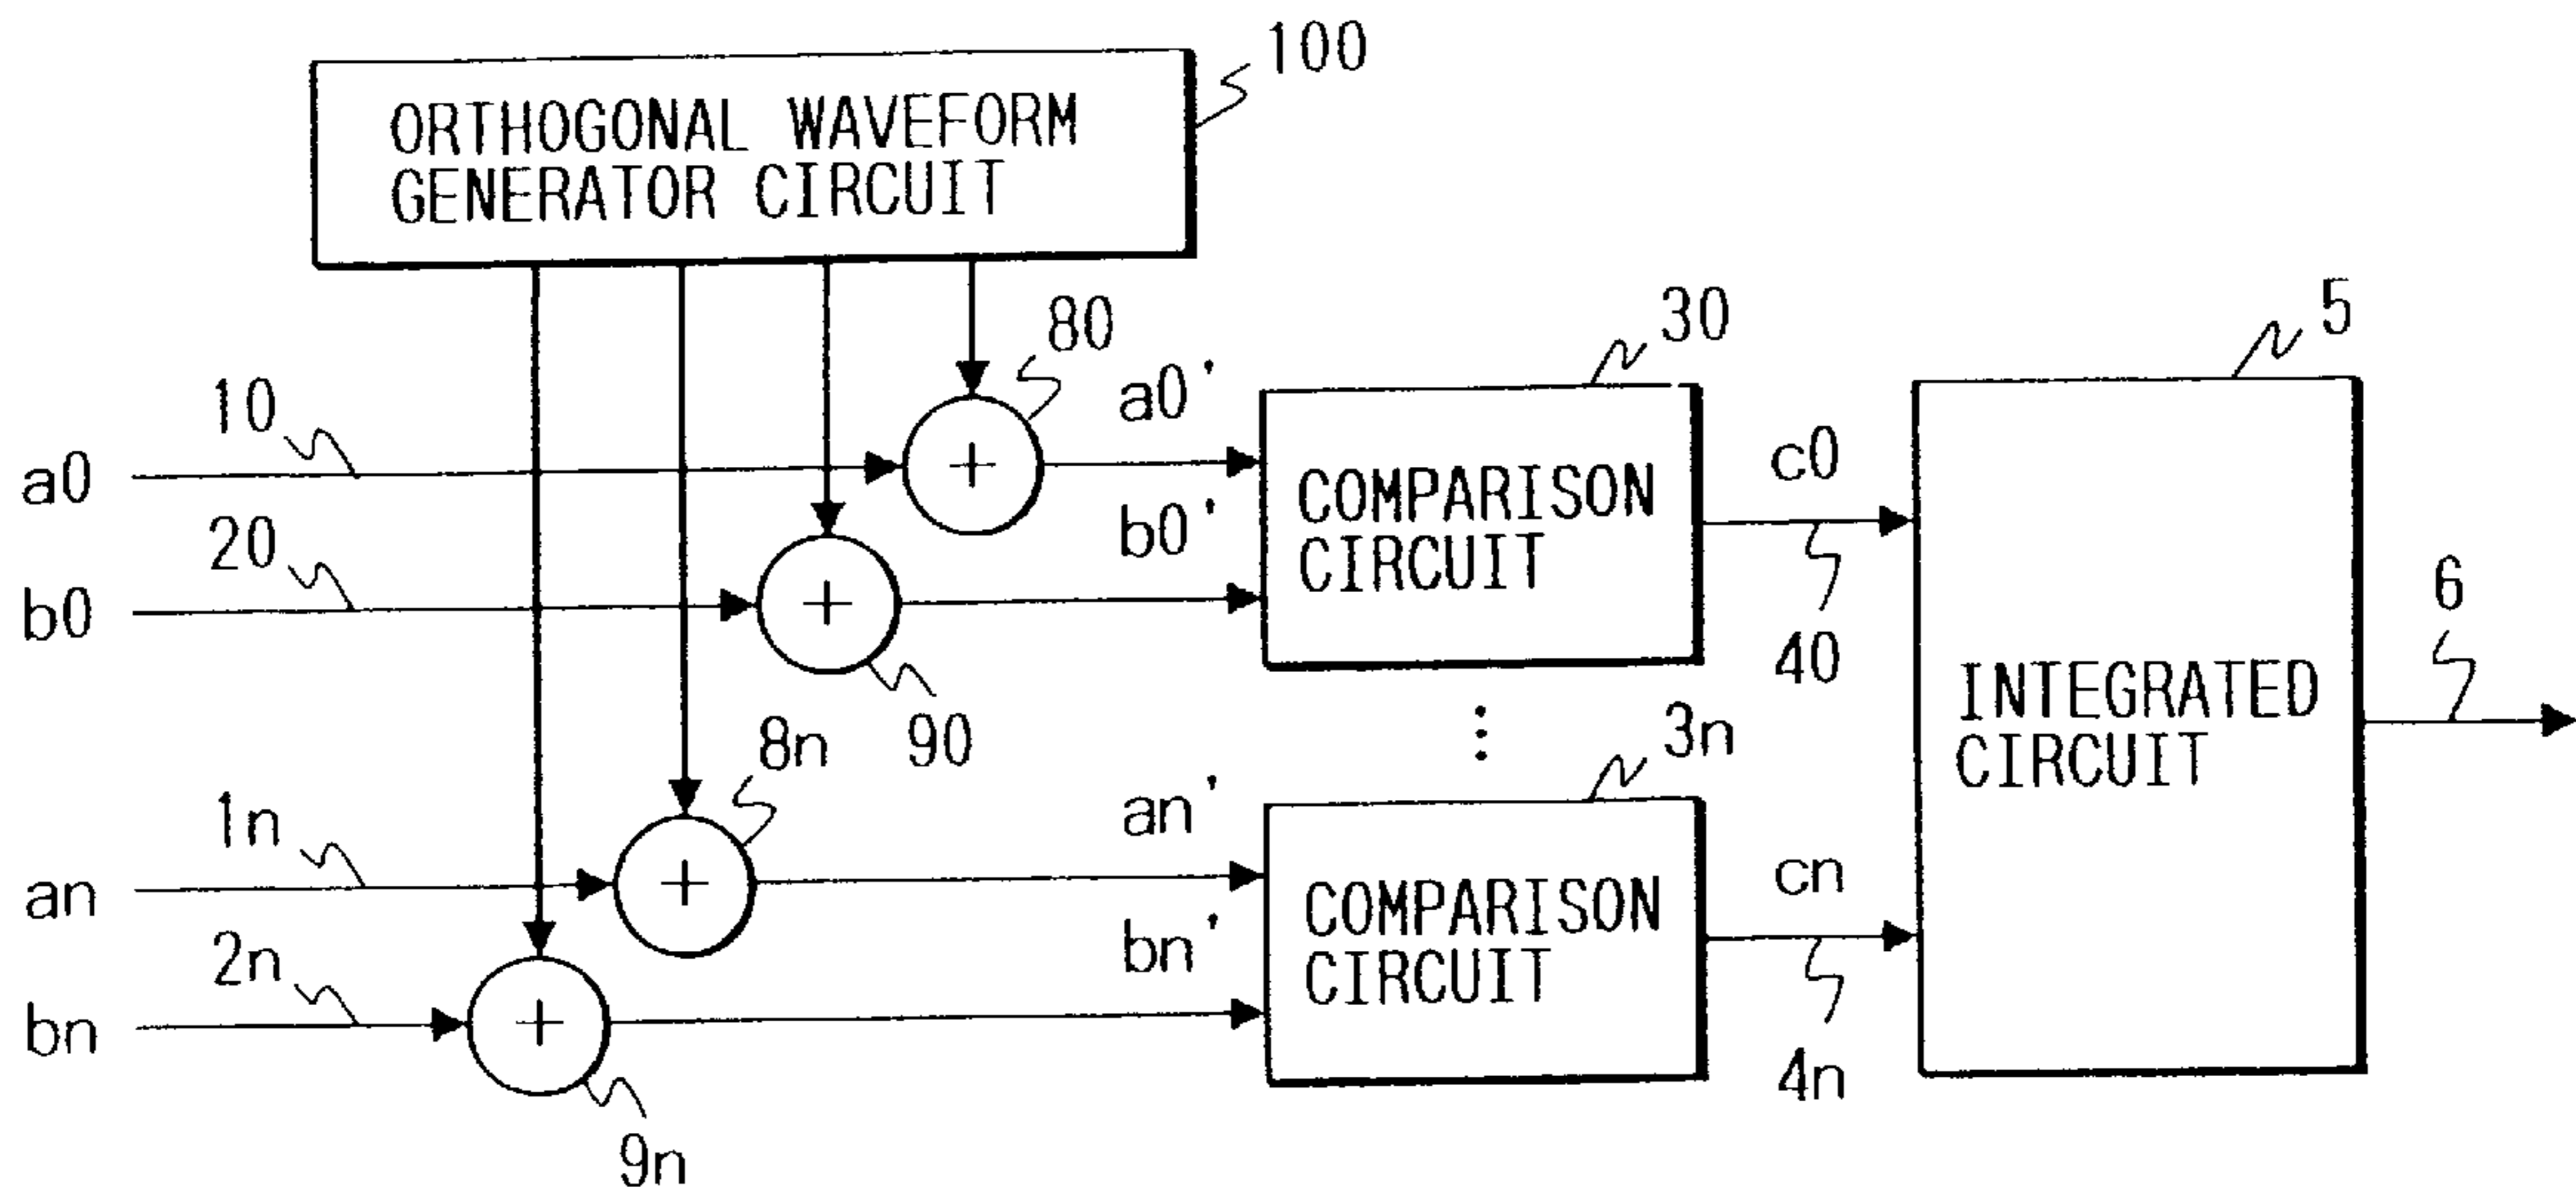 100
ORTHOGONAL WAVEFORM
GENERATOR CIRCUIT
80
30
5
10
a0'
a0
+
c0
COMPARISON
CIRCUIT
20
b0'
b0
+
40
6
90
INTEGRATED
CIRCUIT
8n
⋮
3n
1n
an'
an
+
cn
COMPARISON
CIRCUIT
2n
bn'
bn
+
4n
9n